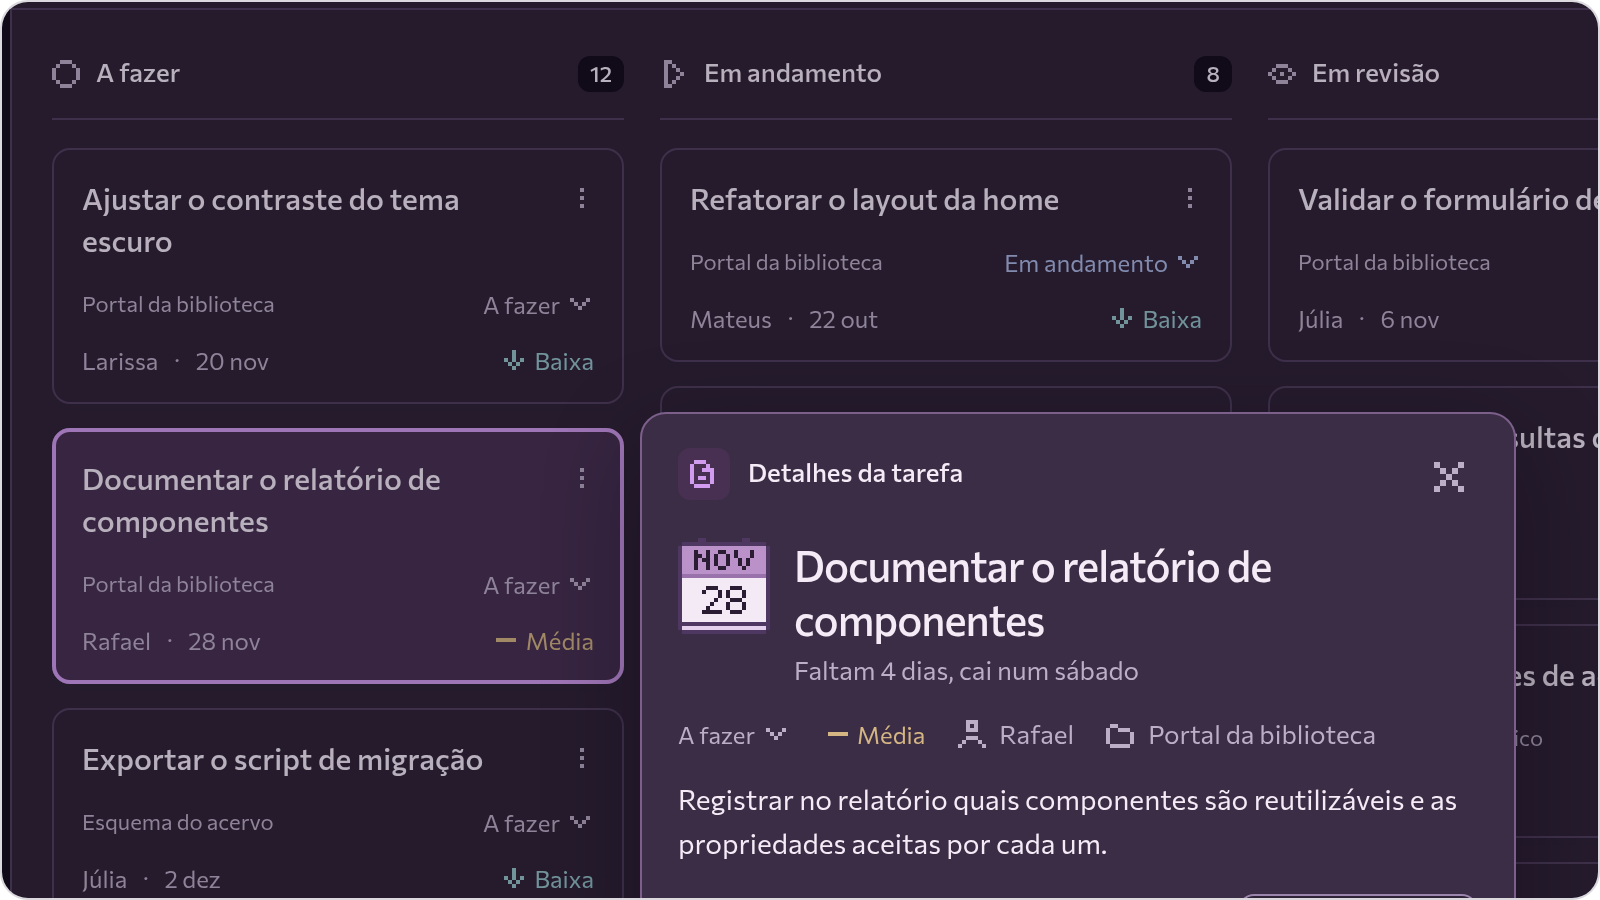 A fazer
12
Ajustar o contraste do tema
escuro
Portal da biblioteca
A fazer
Larissa · 20 nov
Baixa
Documentar o relatório de
componentes
Portal da biblioteca
A fazer
Rafael · 28 nov
Média
Exportar o script de migração
Esquema do acervo
A fazer
Júlia · 2 dez
Baixa
Em andamento
8
Refatorar o layout da home
Portal da biblioteca
Em andamento
Mateus · 22 out
Baixa
Em revisão
Validar o formulário de
Portal da biblioteca
Júlia · 6 nov
Detalhes da tarefa
NOV
28
Documentar o relatório de
componentes
Faltam 4 dias, cai num sábado
A fazer
Média
Rafael
Portal da biblioteca
Registrar no relatório quais componentes são reutilizáveis e as
propriedades aceitas por cada um.